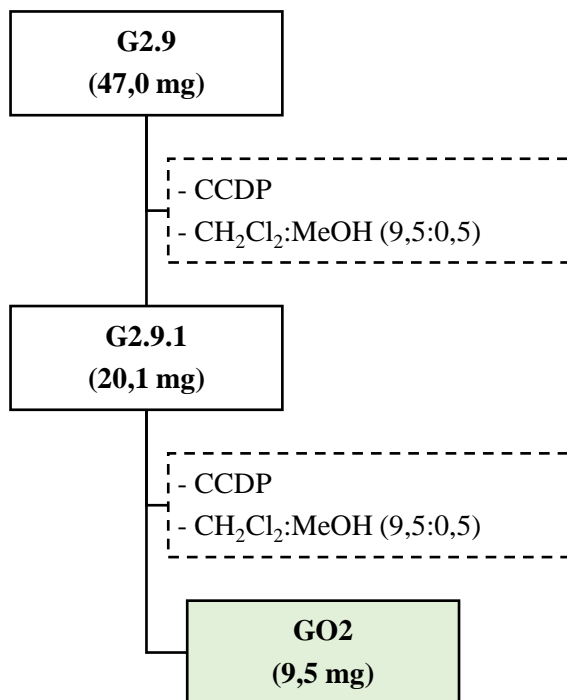 G2.9
(47,0 mg)
- CCDP
- CH₂Cl₂:MeOH (9,5:0,5)
G2.9.1
(20,1 mg)
- CCDP
- CH₂Cl₂:MeOH (9,5:0,5)
GO2
(9,5 mg)